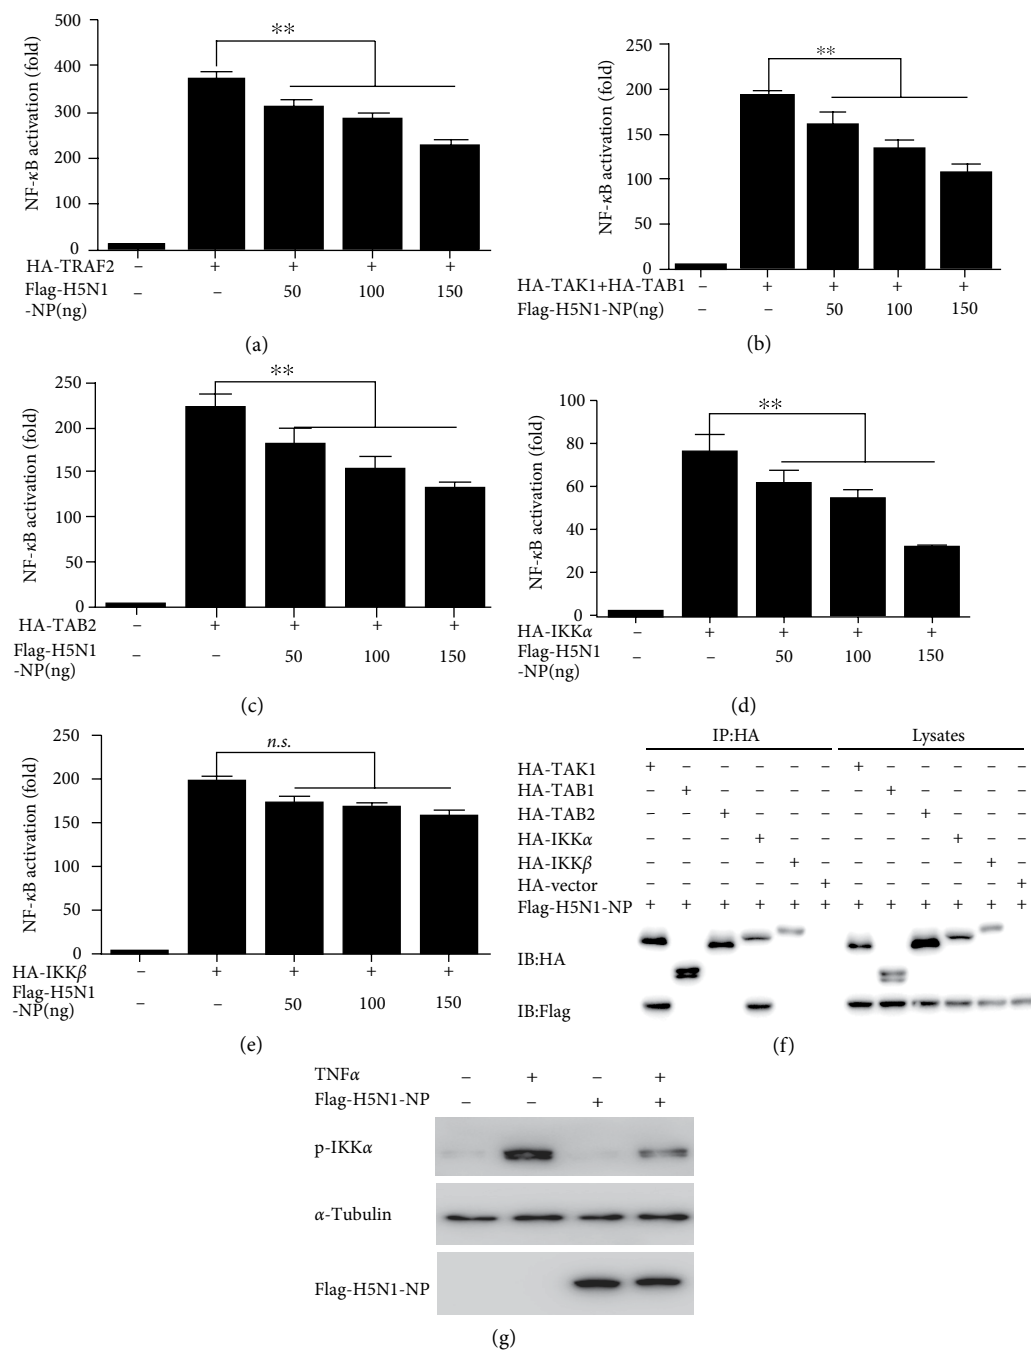 500
400
300
200
100
0
NF-κB activation (fold)
**
HA-TRAF2 – + + + +
Flag-H5N1
-NP(ng) – – 50 100 150
(a)
250
200
150
100
50
0
NF-κB activation (fold)
**
HA-TAK1+HA-TAB1 – + + + +
Flag-H5N1-NP(ng) – – 50 100 150
(b)
250
200
150
100
50
0
NF-κB activation (fold)
**
HA-TAB2 – + + + +
Flag-H5N1
-NP(ng) – – 50 100 150
(c)
100
80
60
40
20
0
NF-κB activation (fold)
**
HA-IKKα – + + + +
Flag-H5N1
-NP(ng) – – 50 100 150
(d)
250
200
150
100
50
0
NF-κB activation (fold)
n.s.
HA-IKKβ – + + + +
Flag-H5N1
-NP(ng) – – 50 100 150
(e)
IP:HA Lysates
HA-TAK1 + – – – – – + – – – – –
HA-TAB1 – + – – – – – + – – – –
HA-TAB2 – – + – – – – – + – – –
HA-IKKα – – – + – – – – – + – –
HA-IKKβ – – – – + – – – – – + –
HA-vector – – – – – + – – – – – +
Flag-H5N1-NP + + + + + + + + + + + +
IB:HA
IB:Flag
(f)
TNFα – + – +
Flag-H5N1-NP – – + +
p-IKKα
α-Tubulin
Flag-H5N1-NP
(g)